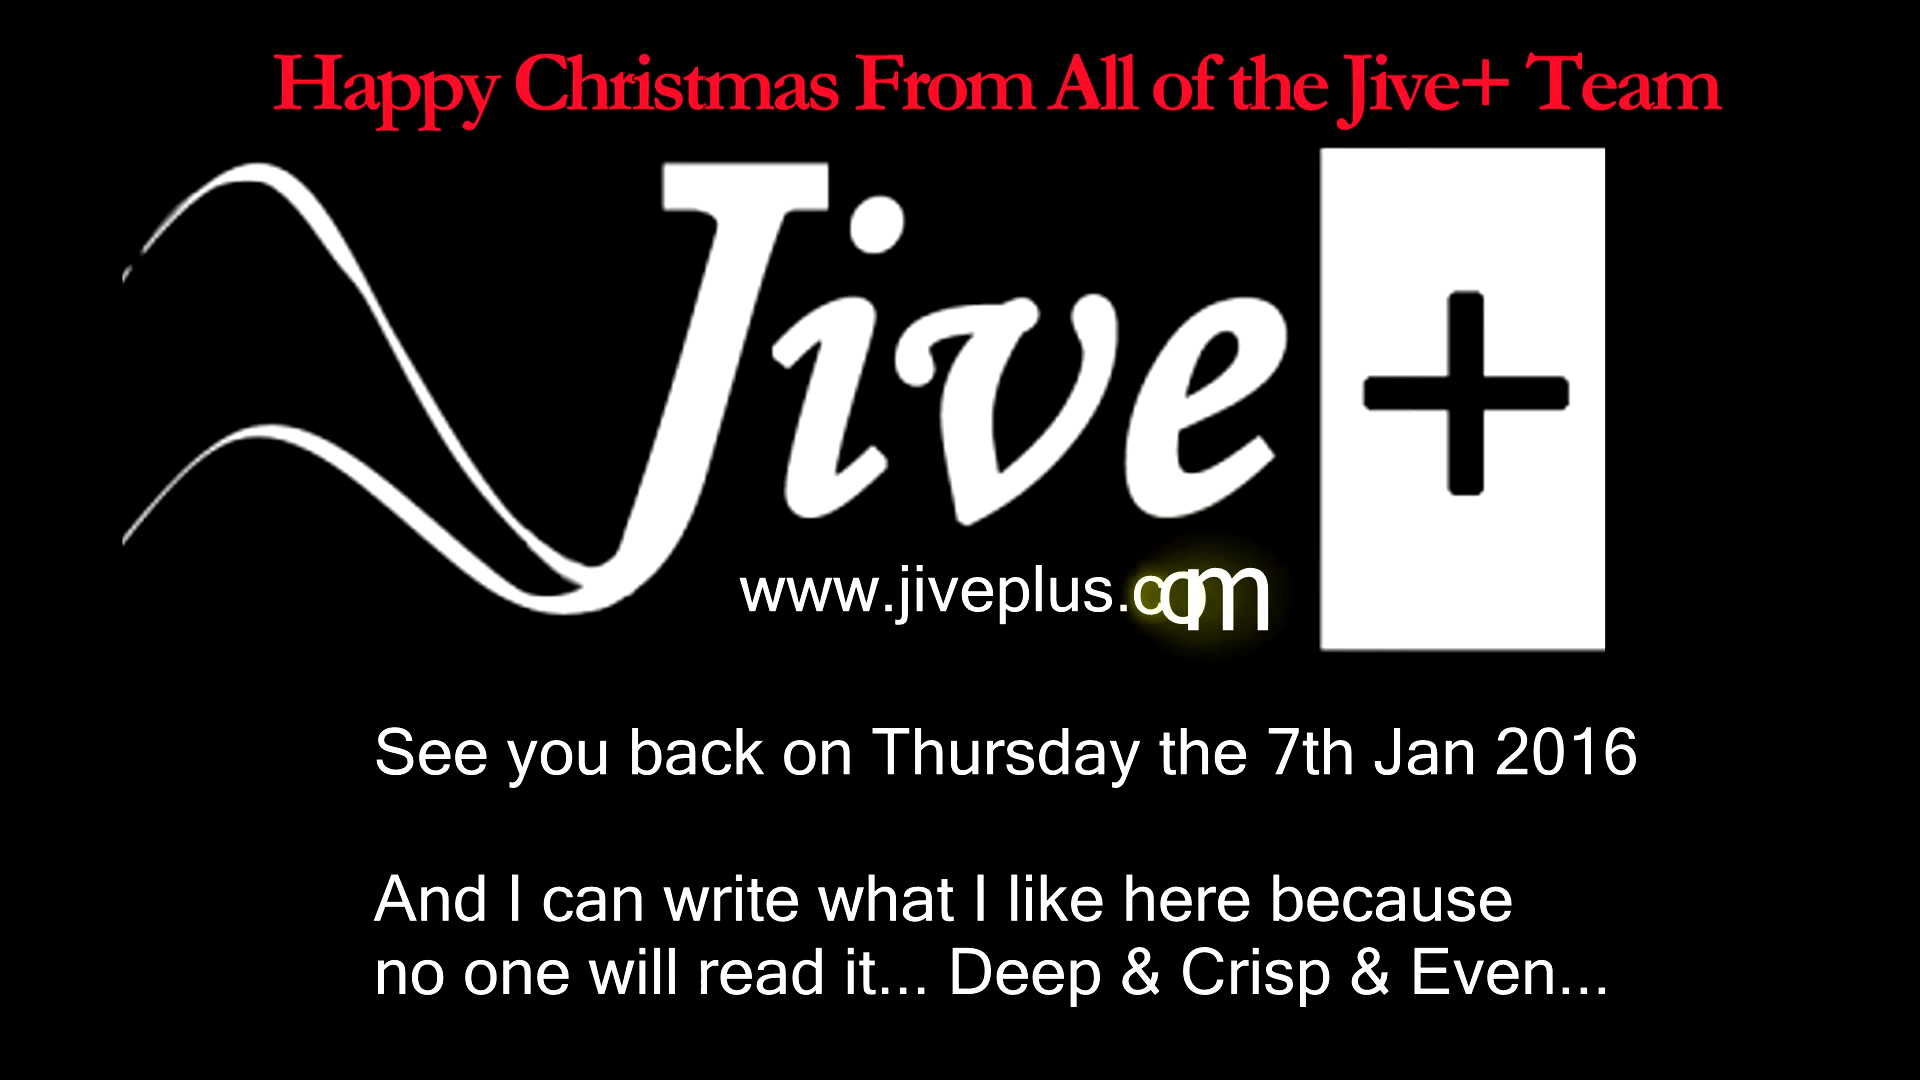 Happy Christmas From All of the Jive+ Team
Jive+
www.jiveplus.com
See you back on Thursday the 7th Jan 2016
And I can write what I like here because
no one will read it... Deep & Crisp & Even...